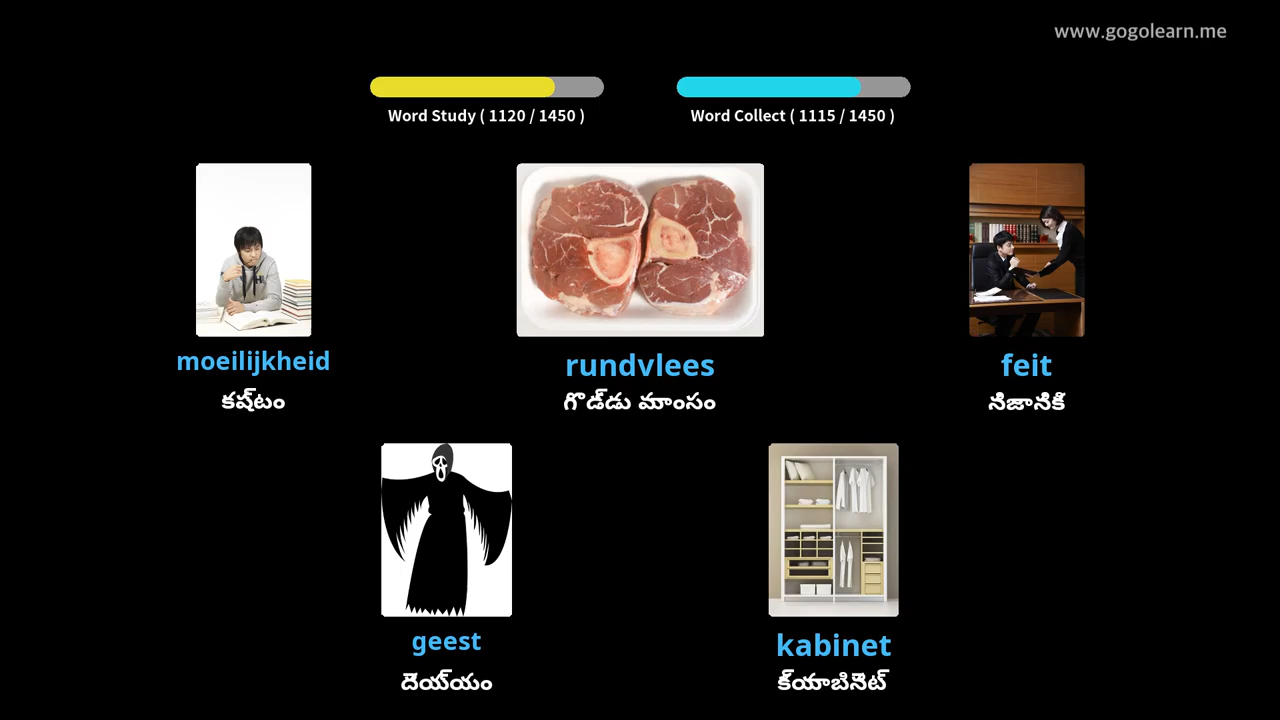 www.gogolearn.me
Word Study ( 1120 / 1450 )
Word Collect ( 1115 / 1450 )
moeilijkheid
కష్టం
rundvlees
గొడ్డు మాంసం
feit
నిజానికి
geest
దెయ్యం
kabinet
క్యాబినెట్